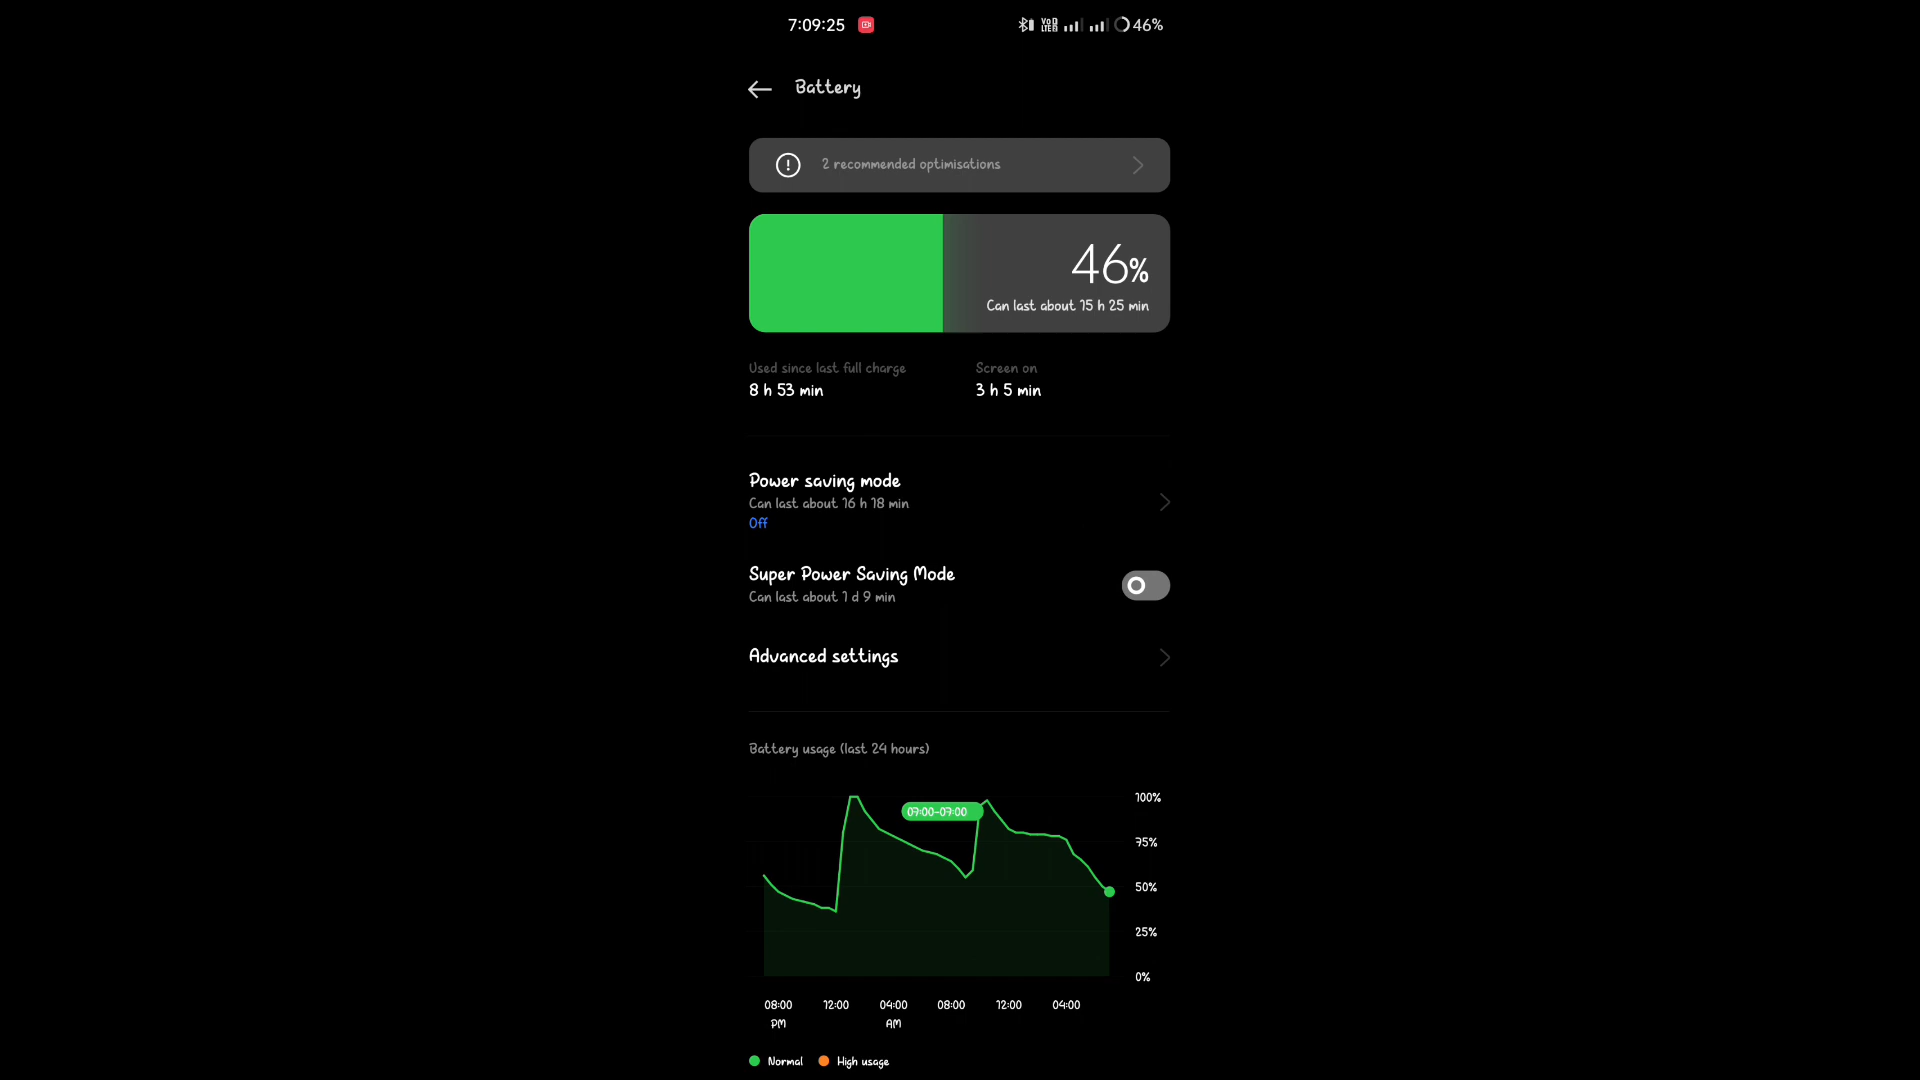 7:09:25
46%
Battery
2 recommended optimisations
46%
Can last about 15 h 25 min
Used since last full charge
Screen on
8 h 53 min
3 h 5 min
Power saving mode
Can last about 16 h 18 min
Off
Super Power Saving Mode
Can last about 1 d 9 min
Advanced settings
Battery usage (last 24 hours)
07:00-07:00
100%
75%
50%
25%
0%
08:00 12:00 04:00 08:00 12:00 04:00
PM AM
Normal High usage